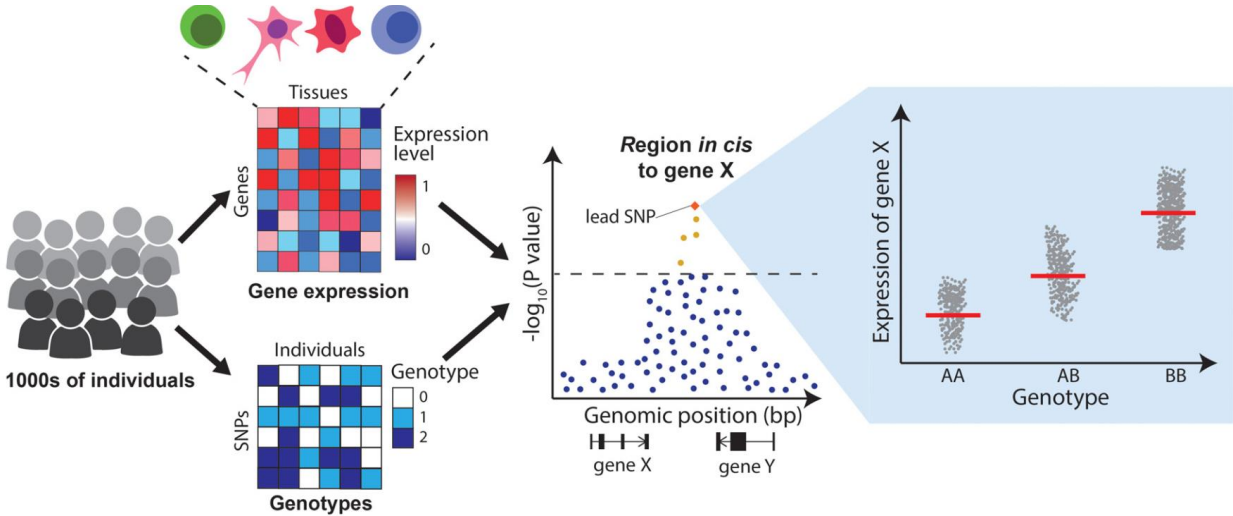 1000s of individuals
Tissues
Genes
Expression
level
1
0
Gene expression
Individuals
SNPs
Genotype
0
1
2
Genotypes
Region in cis
to gene X
lead SNP
-log10(P value)
Genomic position (bp)
gene X
gene Y
Expression of gene X
AA
AB
BB
Genotype